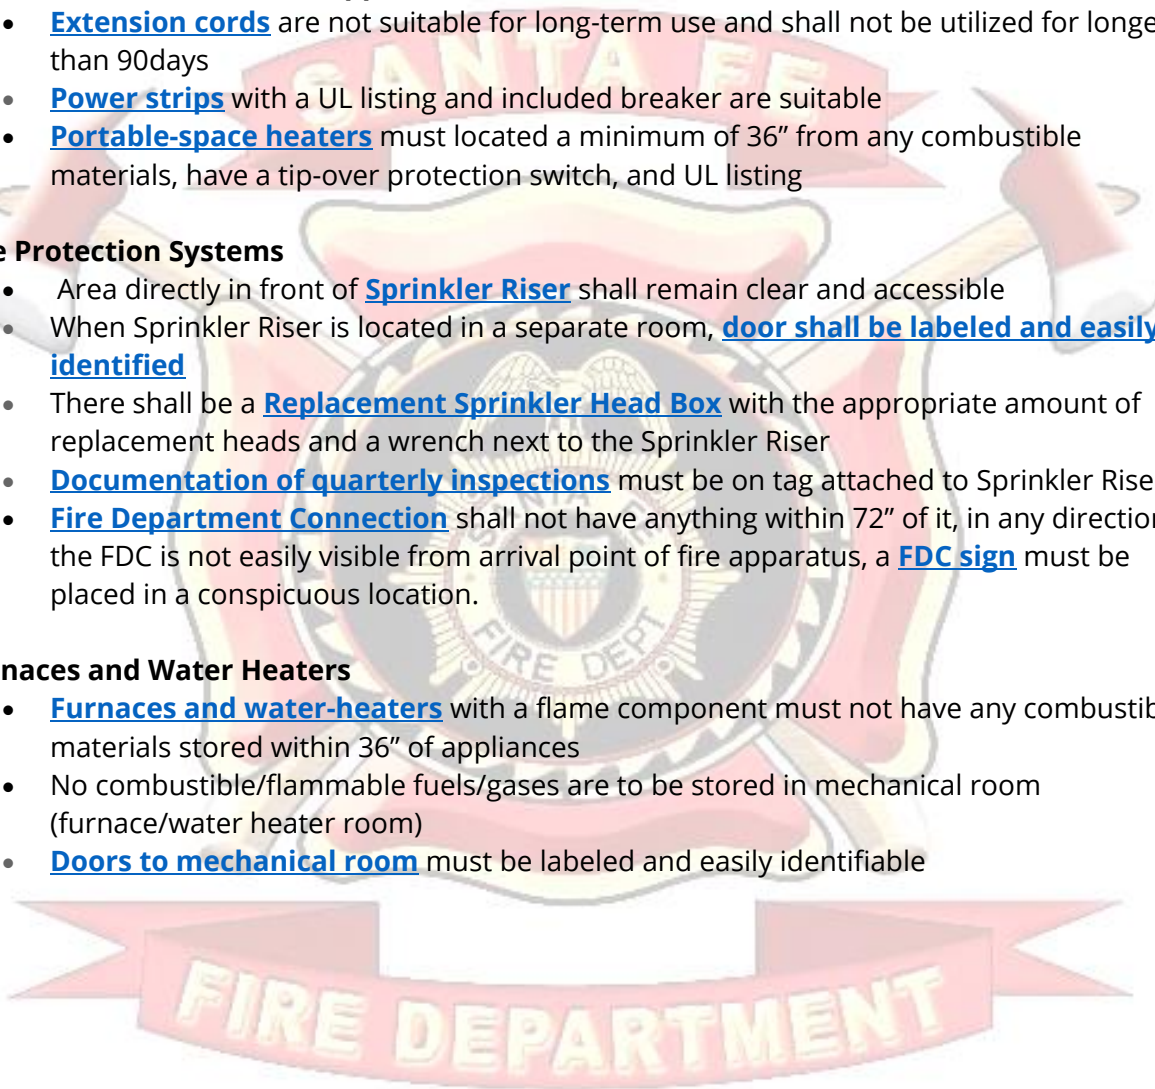 • Extension cords are not suitable for long-term use and shall not be utilized for longe
than 90days
• Power strips with a UL listing and included breaker are suitable
• Portable-space heaters must located a minimum of 36” from any combustible
materials, have a tip-over protection switch, and UL listing
e Protection Systems
• Area directly in front of Sprinkler Riser shall remain clear and accessible
• When Sprinkler Riser is located in a separate room, door shall be labeled and easily
identified
• There shall be a Replacement Sprinkler Head Box with the appropriate amount of
replacement heads and a wrench next to the Sprinkler Riser
• Documentation of quarterly inspections must be on tag attached to Sprinkler Rise
• Fire Department Connection shall not have anything within 72” of it, in any direction
the FDC is not easily visible from arrival point of fire apparatus, a FDC sign must be
placed in a conspicuous location.
naces and Water Heaters
• Furnaces and water-heaters with a flame component must not have any combustib
materials stored within 36” of appliances
• No combustible/flammable fuels/gases are to be stored in mechanical room
(furnace/water heater room)
• Doors to mechanical room must be labeled and easily identifiable
SANTA FE
SANTA FE
FIRE DEPT
FIRE DEPARTMENT